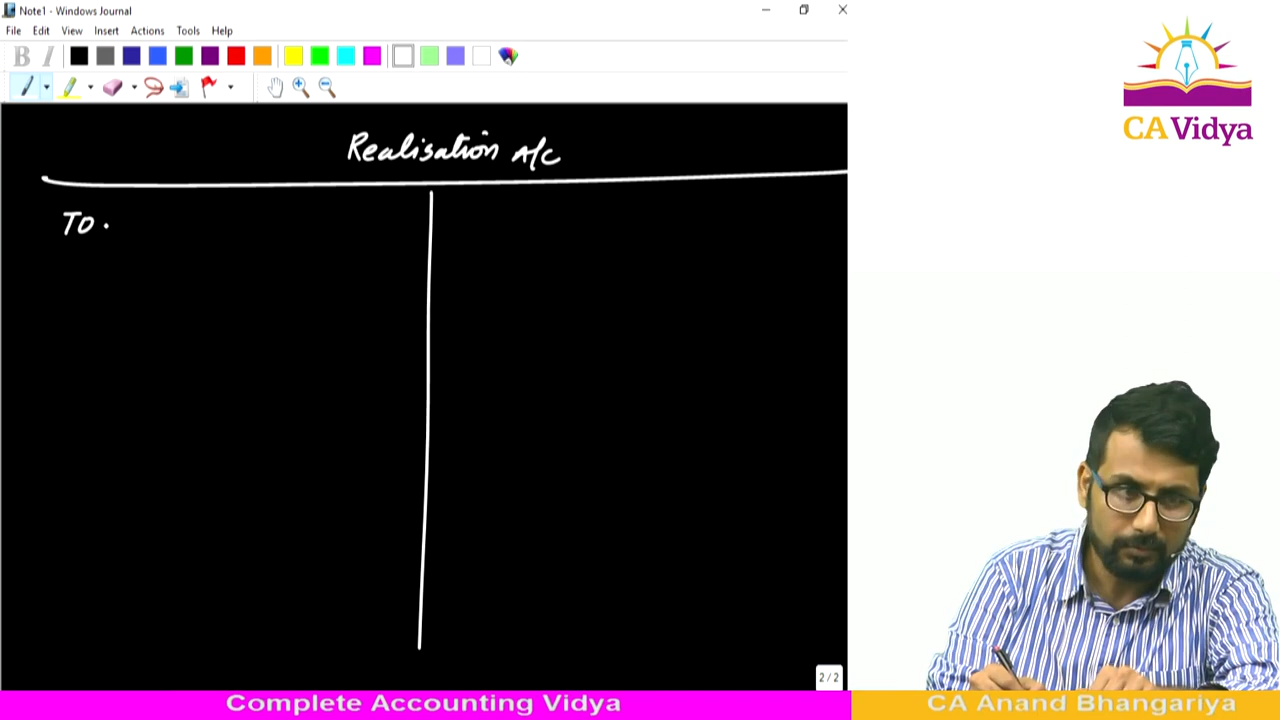 Note1 - Windows Journal
File Edit View Insert Actions Tools Help
B I
Realisation A/c
To .
2 / 2
CA Vidya
Complete Accounting Vidya
CA Anand Bhangariya